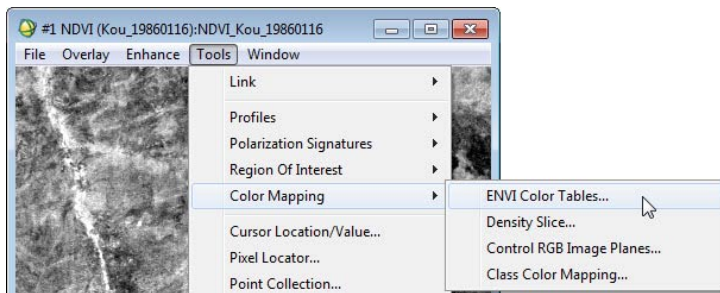 #1 NDVI (Kou_19860116):NDVI_Kou_19860116
File Overlay Enhance Tools Window
Link
Profiles
Polarization Signatures
Region Of Interest
Color Mapping
Cursor Location/Value...
Pixel Locator...
Point Collection...
ENVI Color Tables...
Density Slice...
Control RGB Image Planes...
Class Color Mapping...